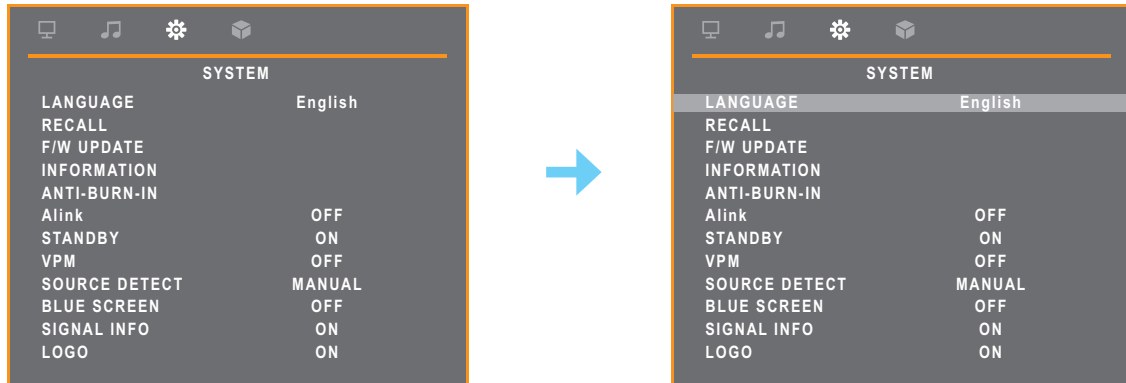 SYSTEM
LANGUAGE English
RECALL
F/W UPDATE
INFORMATION
ANTI-BURN-IN
Alink OFF
STANDBY ON
VPM OFF
SOURCE DETECT MANUAL
BLUE SCREEN OFF
SIGNAL INFO ON
LOGO ON
SYSTEM
LANGUAGE English
RECALL
F/W UPDATE
INFORMATION
ANTI-BURN-IN
Alink OFF
STANDBY ON
VPM OFF
SOURCE DETECT MANUAL
BLUE SCREEN OFF
SIGNAL INFO ON
LOGO ON